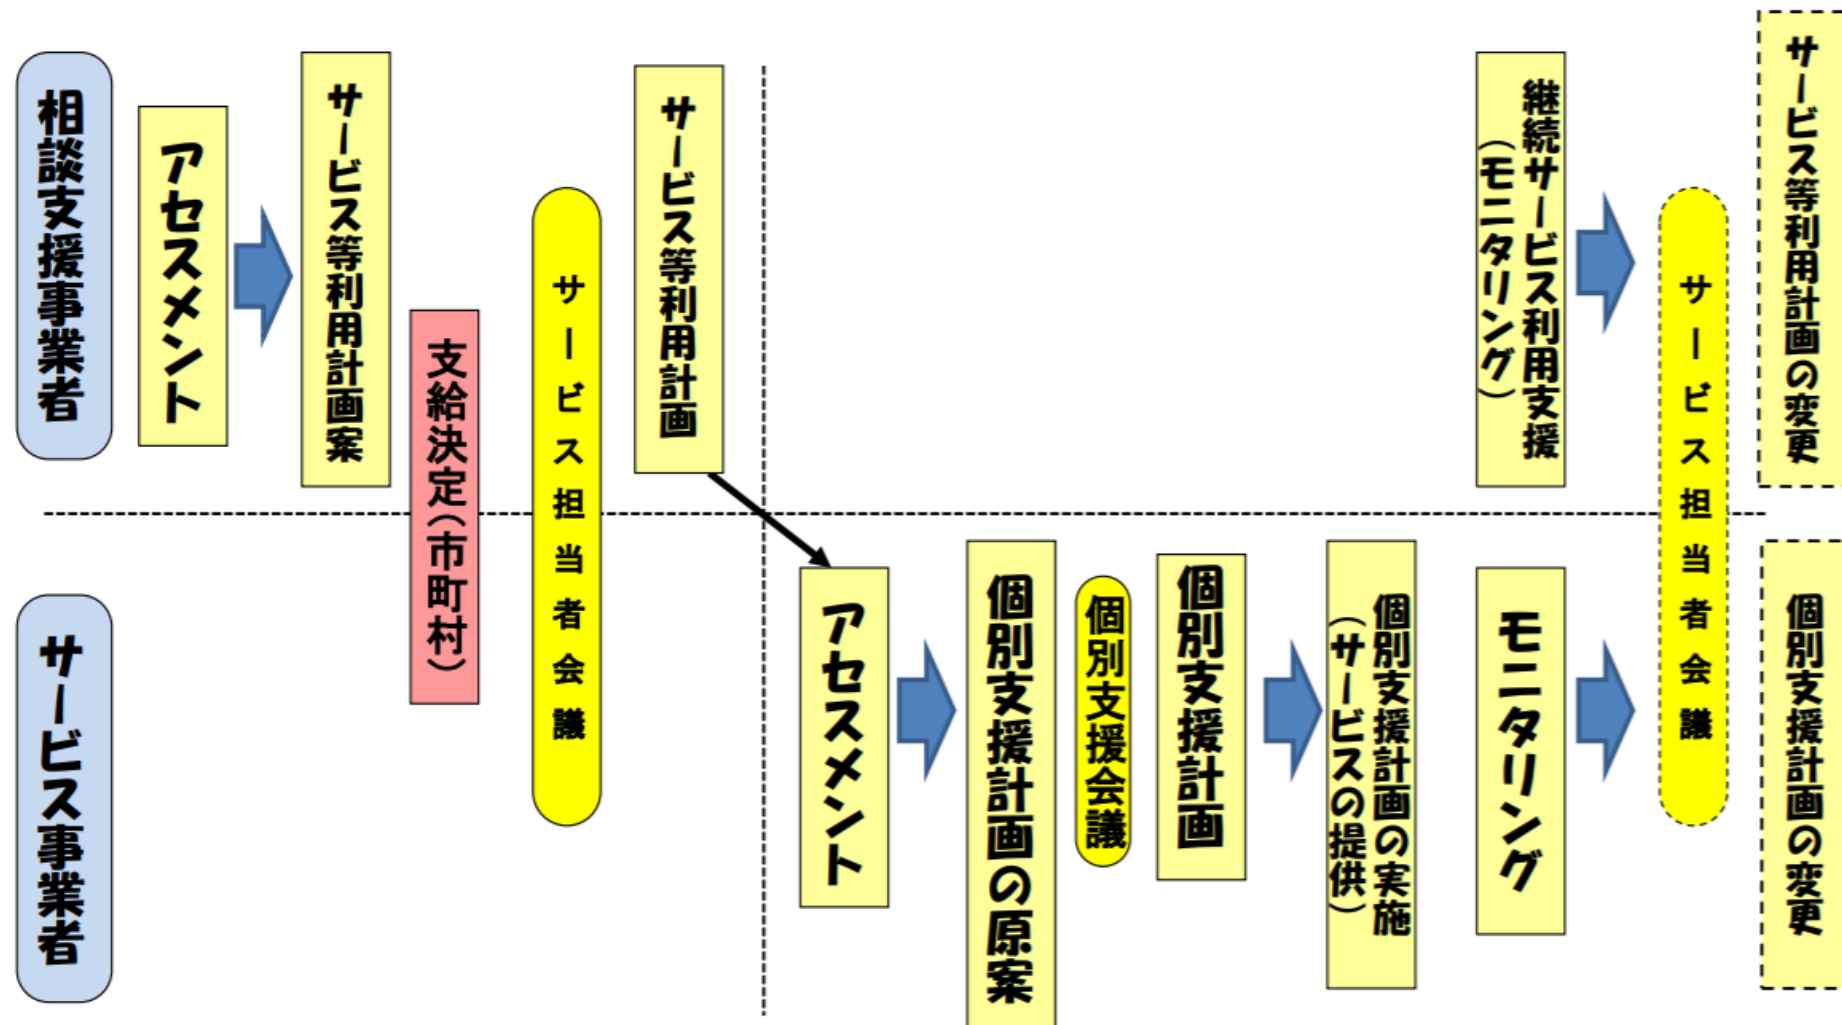 相談支援事業者
アセスメント
サービス等利用計画案
支給決定（市町村）
サービス担当者会議
サービス等利用計画
継続サービス利用支援
（モニタリング）
サービス担当者会議
サービス等利用計画の変更
サービス事業者
アセスメント
個別支援計画の原案
個別支援会議
個別支援計画
個別支援計画の実施
（サービスの提供）
モニタリング
個別支援計画の変更